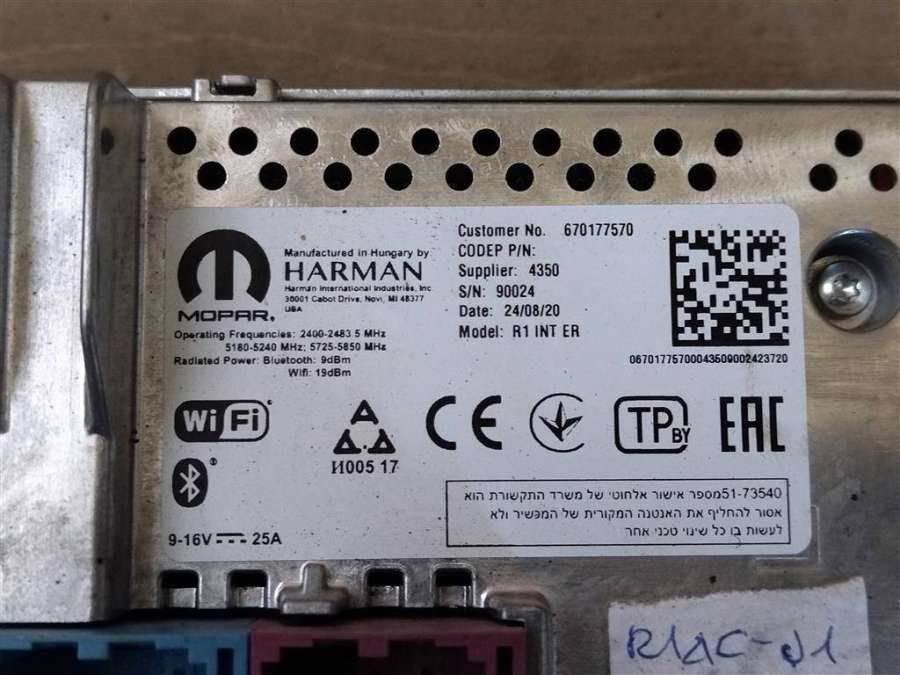 MOPAR.
Manufactured in Hungary by
HARMAN
Harman International Industries, Inc
30001 Cabot Drive, Novi, MI 48377
USA
Operating Frequencies: 2400-2483.5 MHz
5180-5240 MHz; 5725-5850 MHz
Radiated Power: Bluetooth: 9dBm
Wifi: 19dBm
Customer No. 670177570
CODEP P/N:
Supplier: 4350
S/N: 90024
Date: 24/08/20
Model: R1 INT ER
06701775700043509002423720
WiFi
И005 17
CE
TP BY
EAC
9-16V 25A
51-73540מספר אישור אלחוטי של משרד התקשורת הוא
אסור להחליף את האנטנה המקורית של המכשיר ולא
לעשות בו כל שינוי טכני אחר
R1AC-J1